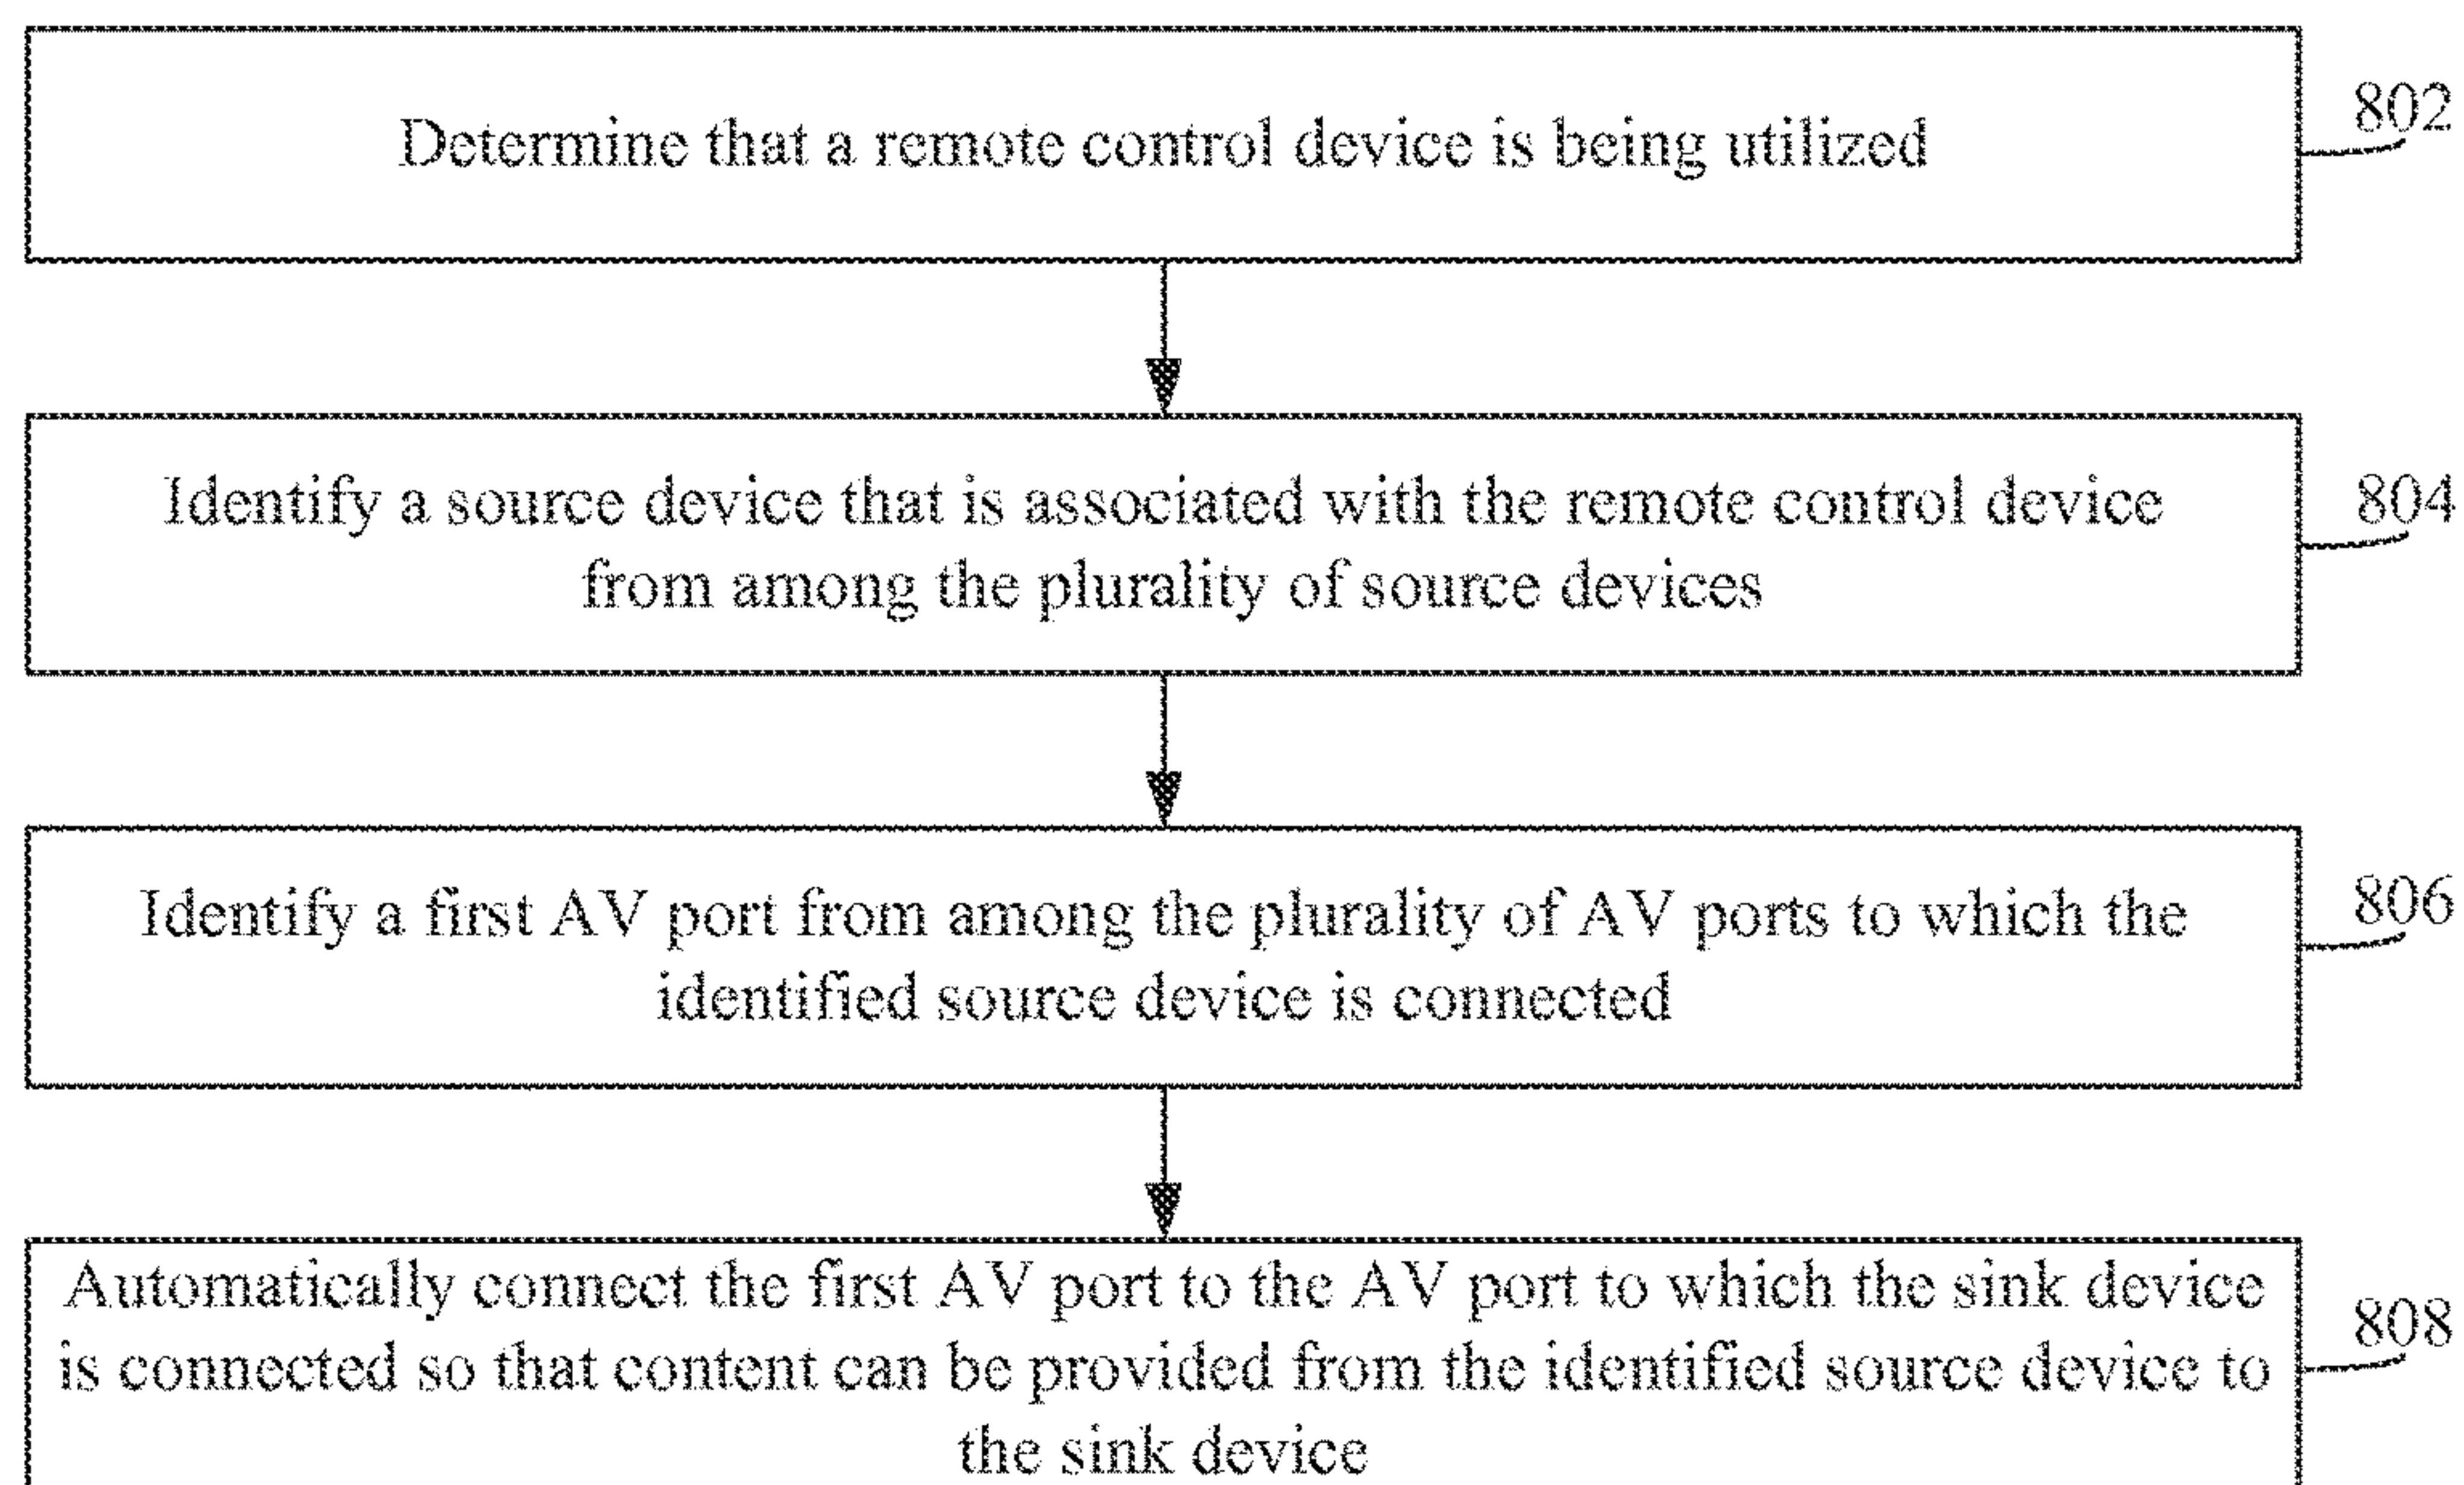 Determine that a remote control device is being utilized
802
Identify a source device that is associated with the remote control device
from among the plurality of source devices
804
Identify a first AV port from among the plurality of AV ports to which the
identified source device is connected
806
Automatically connect the first AV port to the AV port to which the sink device
is connected so that content can be provided from the identified source device to
the sink device
808